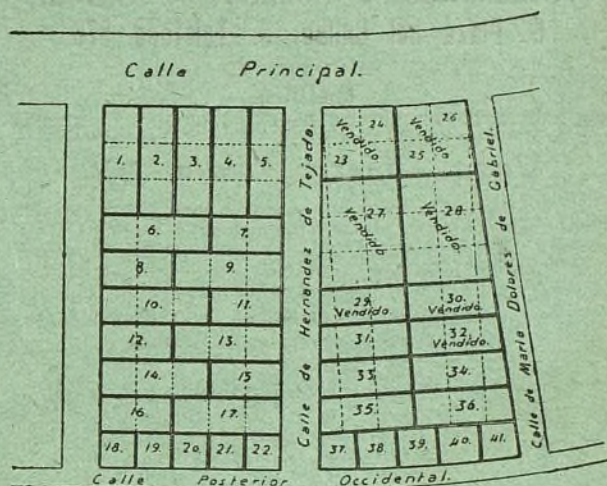 Calle Principal.
1. 2. 3. 4. 5.
6. 7.
8. 9.
10. 11.
12. 13.
14. 15
16. 17.
18. 19. 20. 21. 22.
Calle de Hernandez de Tejada.
24 Vendido 23
26 Vendido 25
27. Vendido
28. Vendido
29. Vendido
30. Vendido.
31. 32. Vendido.
33. 34.
35. 36.
37. 38. 39. 40. 41.
Calle de Maria Dolores de Gabriel.
Calle Posterior Occidental.